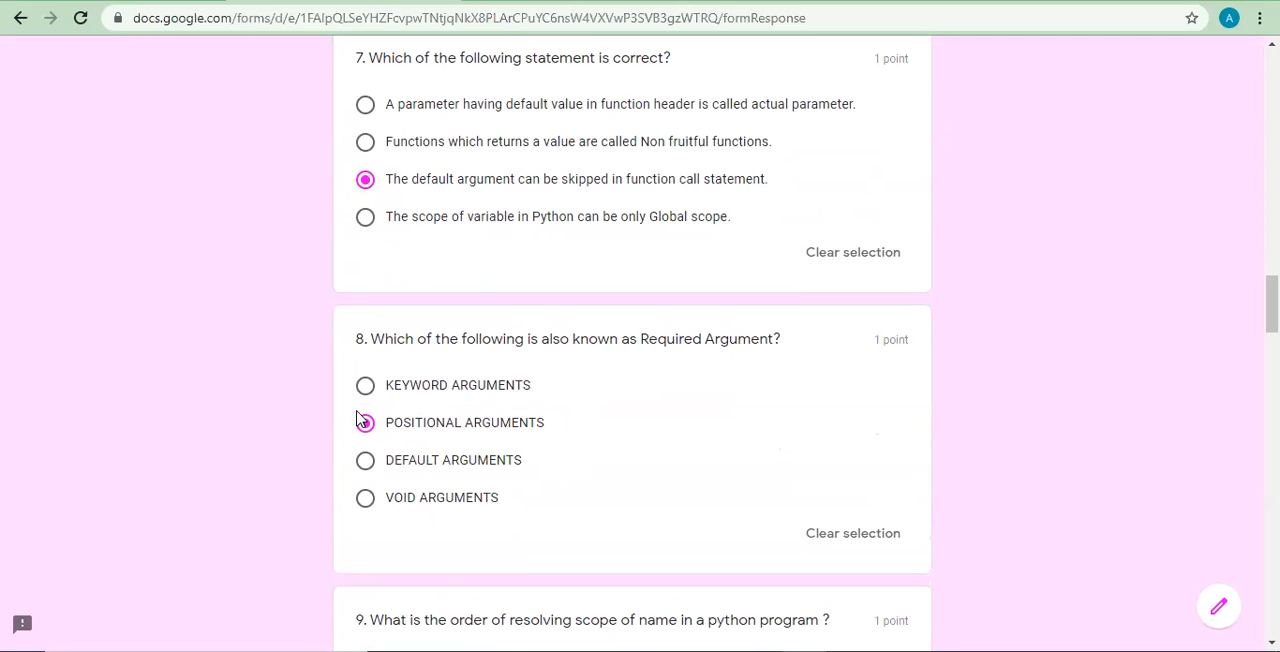 docs.google.com/forms/d/e/1FAIpQLSeYHZFcvpwTNtjqNkX8PLArCPuYC6nsW4VXVwP3SVB3gzWTRQ/formResponse
A
7. Which of the following statement is correct?
1 point
A parameter having default value in function header is called actual parameter.
Functions which returns a value are called Non fruitful functions.
The default argument can be skipped in function call statement.
The scope of variable in Python can be only Global scope.
Clear selection
8. Which of the following is also known as Required Argument?
1 point
KEYWORD ARGUMENTS
POSITIONAL ARGUMENTS
DEFAULT ARGUMENTS
VOID ARGUMENTS
Clear selection
9. What is the order of resolving scope of name in a python program ?
1 point